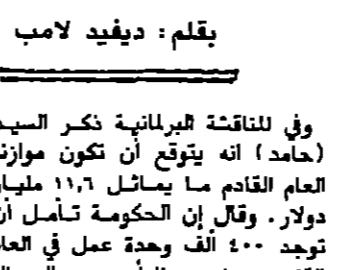 بقلم : ديفيد لامب
وفي المناقشة البرلمانية ذكر السيد
(حامد) انه يتوقع أن تكون موازنة
العام القادم ما يماثل ١١,٦ مليار
دولار . وقال إن الحكومة تأمل أن
توجد ٤٠٠ ألف وحدة عمل في العام